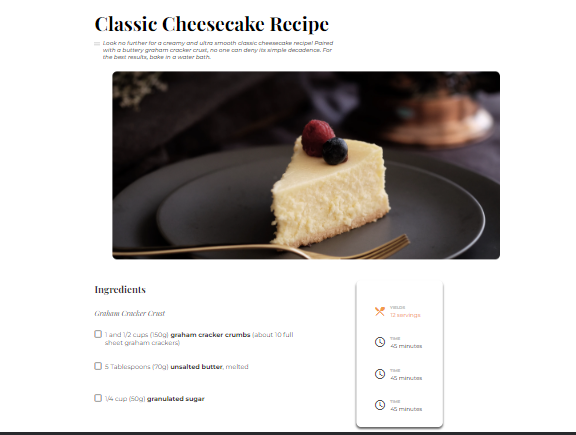 Classic Cheesecake Recipe
Look no further for a creamy and ultra smooth classic cheesecake recipe! Paired
with a buttery graham cracker crust, no one can deny its simple decadence. For
the best results, bake in a water bath.
Ingredients
Graham Cracker Crust
1 and 1/2 cups (150g) graham cracker crumbs (about 10 full
sheet graham crackers)
5 Tablespoons (70g) unsalted butter, melted
1/4 cup (50g) granulated sugar
YIELDS
12 servings
TIME
45 minutes
TIME
45 minutes
TIME
45 minutes